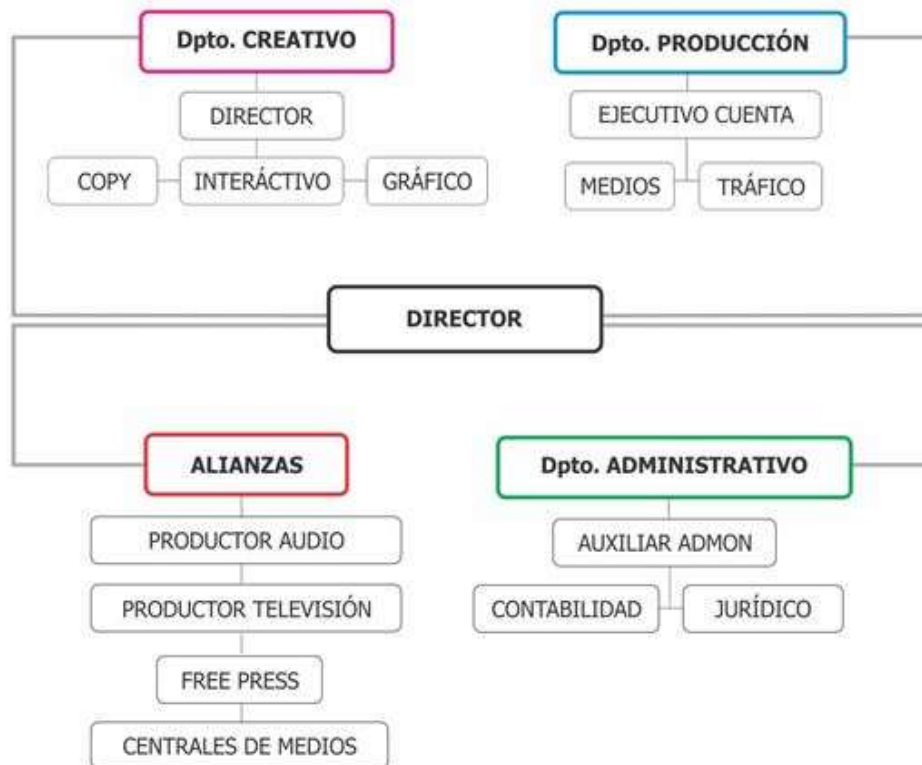 Dpto. CREATIVO
Dpto. PRODUCCIÓN
DIRECTOR
EJECUTIVO CUENTA
COPY
INTERÁCTIVO
GRÁFICO
MEDIOS
TRÁFICO
DIRECTOR
ALIANZAS
Dpto. ADMINISTRATIVO
PRODUCTOR AUDIO
AUXILIAR ADMON
PRODUCTOR TELEVISIÓN
CONTABILIDAD
JURÍDICO
FREE PRESS
CENTRALES DE MEDIOS